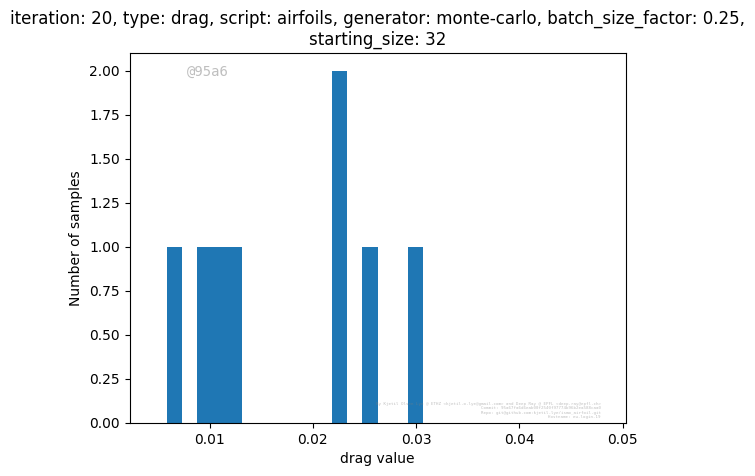 iteration: 20, type: drag, script: airfoils, generator: monte-carlo, batch_size_factor: 0.25,
starting_size: 32
@95a6
2.00
1.75
1.50
1.25
1.00
0.75
0.50
0.25
0.00
Number of samples
0.01
0.02
0.03
0.04
0.05
drag value